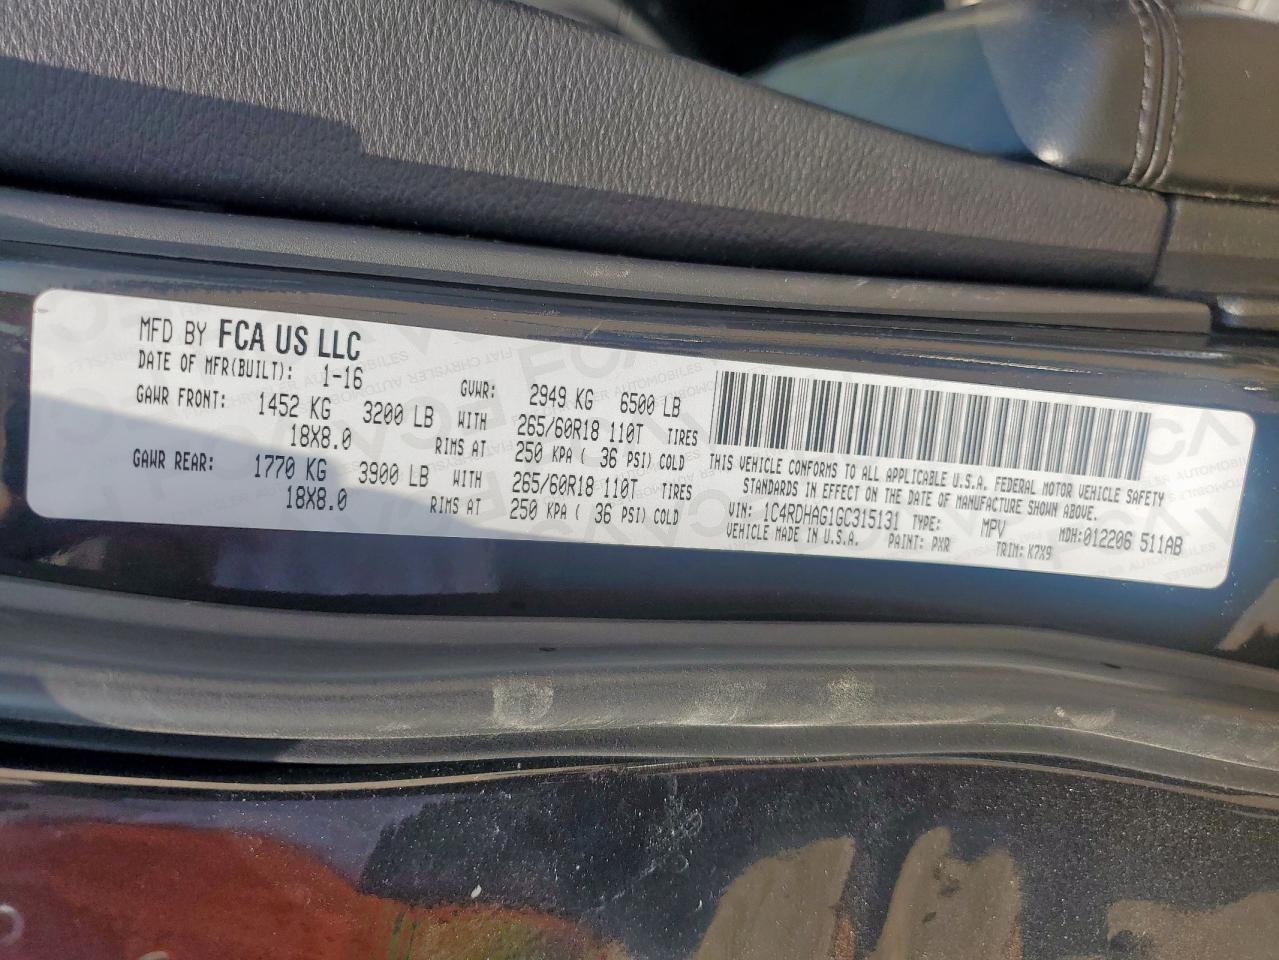 MFD BY FCA US LLC
DATE OF MFR(BUILT): 1-16 GVWR: 2949 KG 6500 LB
GAWR FRONT: 1452 KG 3200 LB WITH 265/60R18 110T TIRES
18X8.0 RIMS AT 250 KPA ( 36 PSI) COLD
GAWR REAR: 1770 KG 3900 LB WITH 265/60R18 110T TIRES
18X8.0 RIMS AT 250 KPA ( 36 PSI) COLD
THIS VEHICLE CONFORMS TO ALL APPLICABLE U.S.A. FEDERAL MOTOR VEHICLE SAFETY
STANDARDS IN EFFECT ON THE DATE OF MANUFACTURE SHOWN ABOVE.
VIN: 1C4RDHAG1GC315131 TYPE: MPV MDH:012206 511AB
VEHICLE MADE IN U.S.A. PAINT: PXR TRIM: K7X9